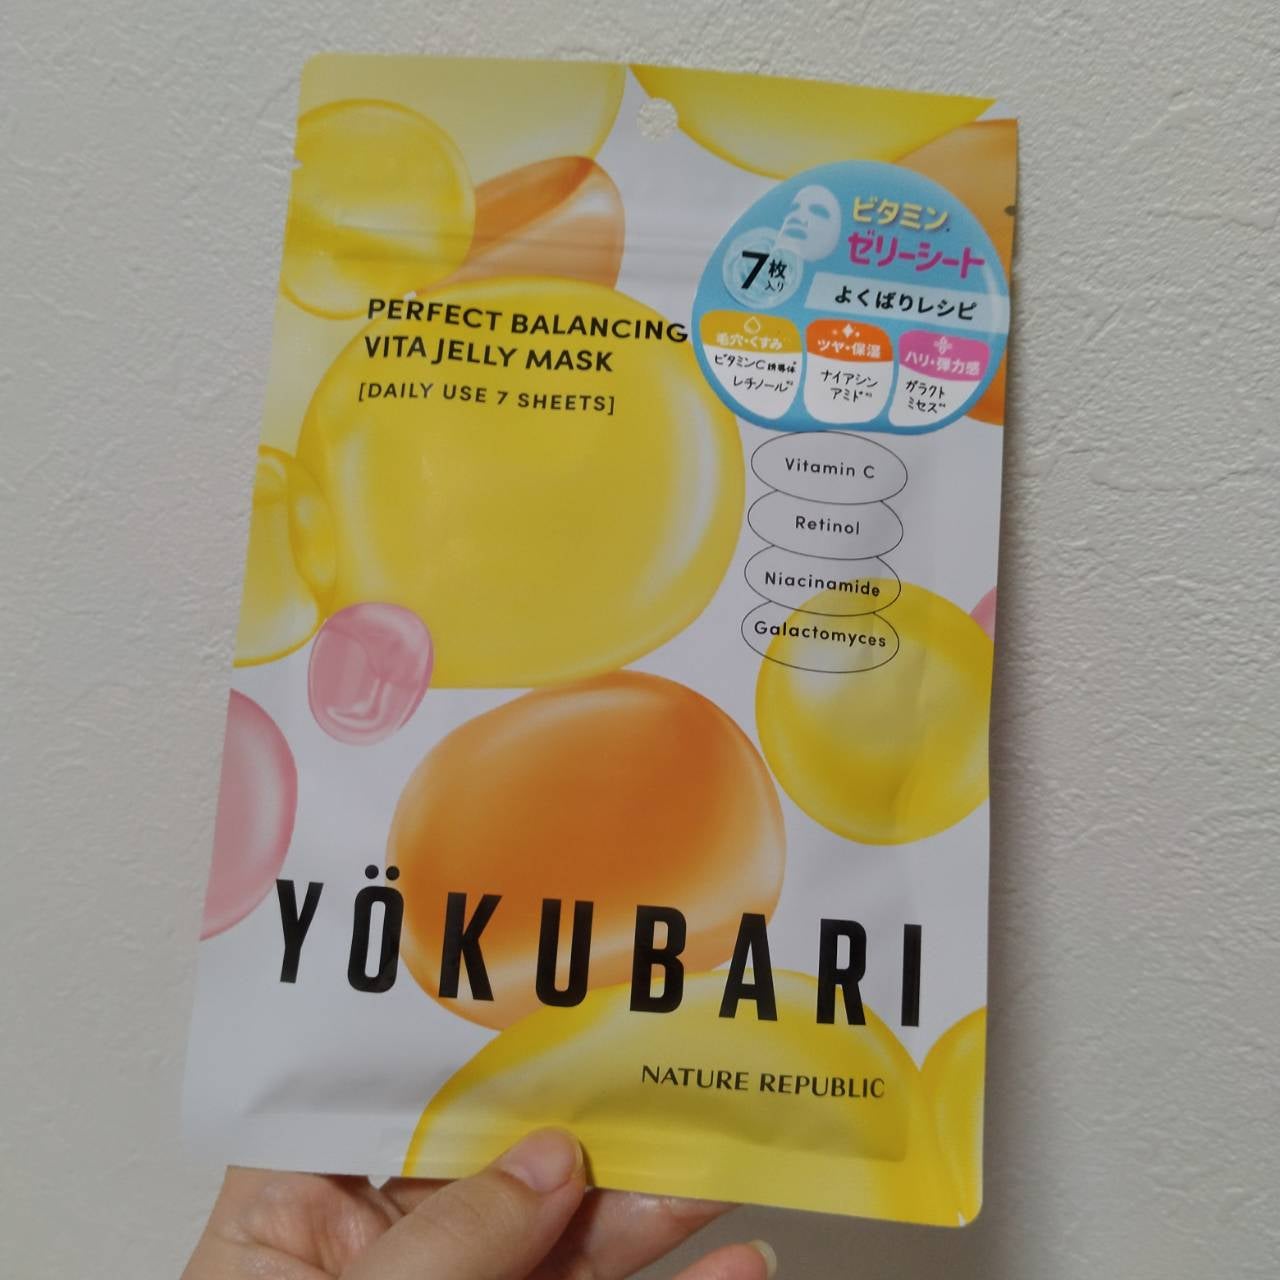 PERFECT BALANCING
VITA JELLY MASK
[DAILY USE 7 SHEETS]
ビタミン
ゼリーシート
7枚
入り
よくばりレシピ
毛穴・くすみ
ビタミンC誘導体
レチノール
ツヤ・保湿
ナイアシン
アミド
ハリ・弾力感
ガラクト
ミセス
Vitamin C
Retinol
Niacinamide
Galactomyces
YÖKUBARI
NATURE REPUBLIC